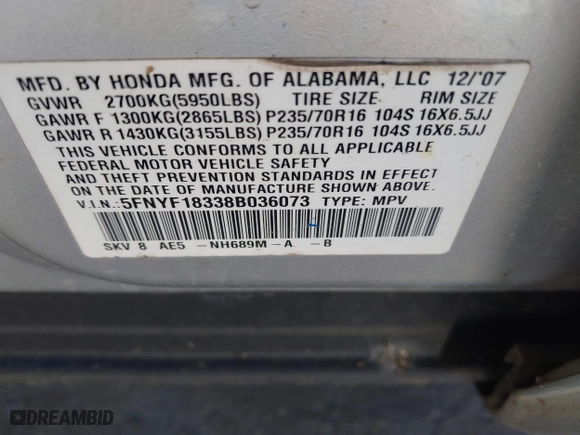 MFD. BY HONDA MFG. OF ALABAMA, LLC 12/'07
GVWR 2700KG(5950LBS) TIRE SIZE RIM SIZE
GAWR F 1300KG(2865LBS)P235/70R16 104S 16X6.5JJ
GAWR R 1430KG(3155LBS)P235/70R16 104S 16X6.5JJ
THIS VEHICLE CONFORMS TO ALL APPLICABLE
FEDERAL MOTOR VEHICLE SAFETY
AND THEFT PREVENTION STANDARDS IN EFFECT
ON DATE OF MANUFACTURE SHOWN ABOVE.
V.I.N.:5FNYF18338B036073 TYPE: MPV
SKV 8 AE5 -NH689M-A -B
DREAMBID